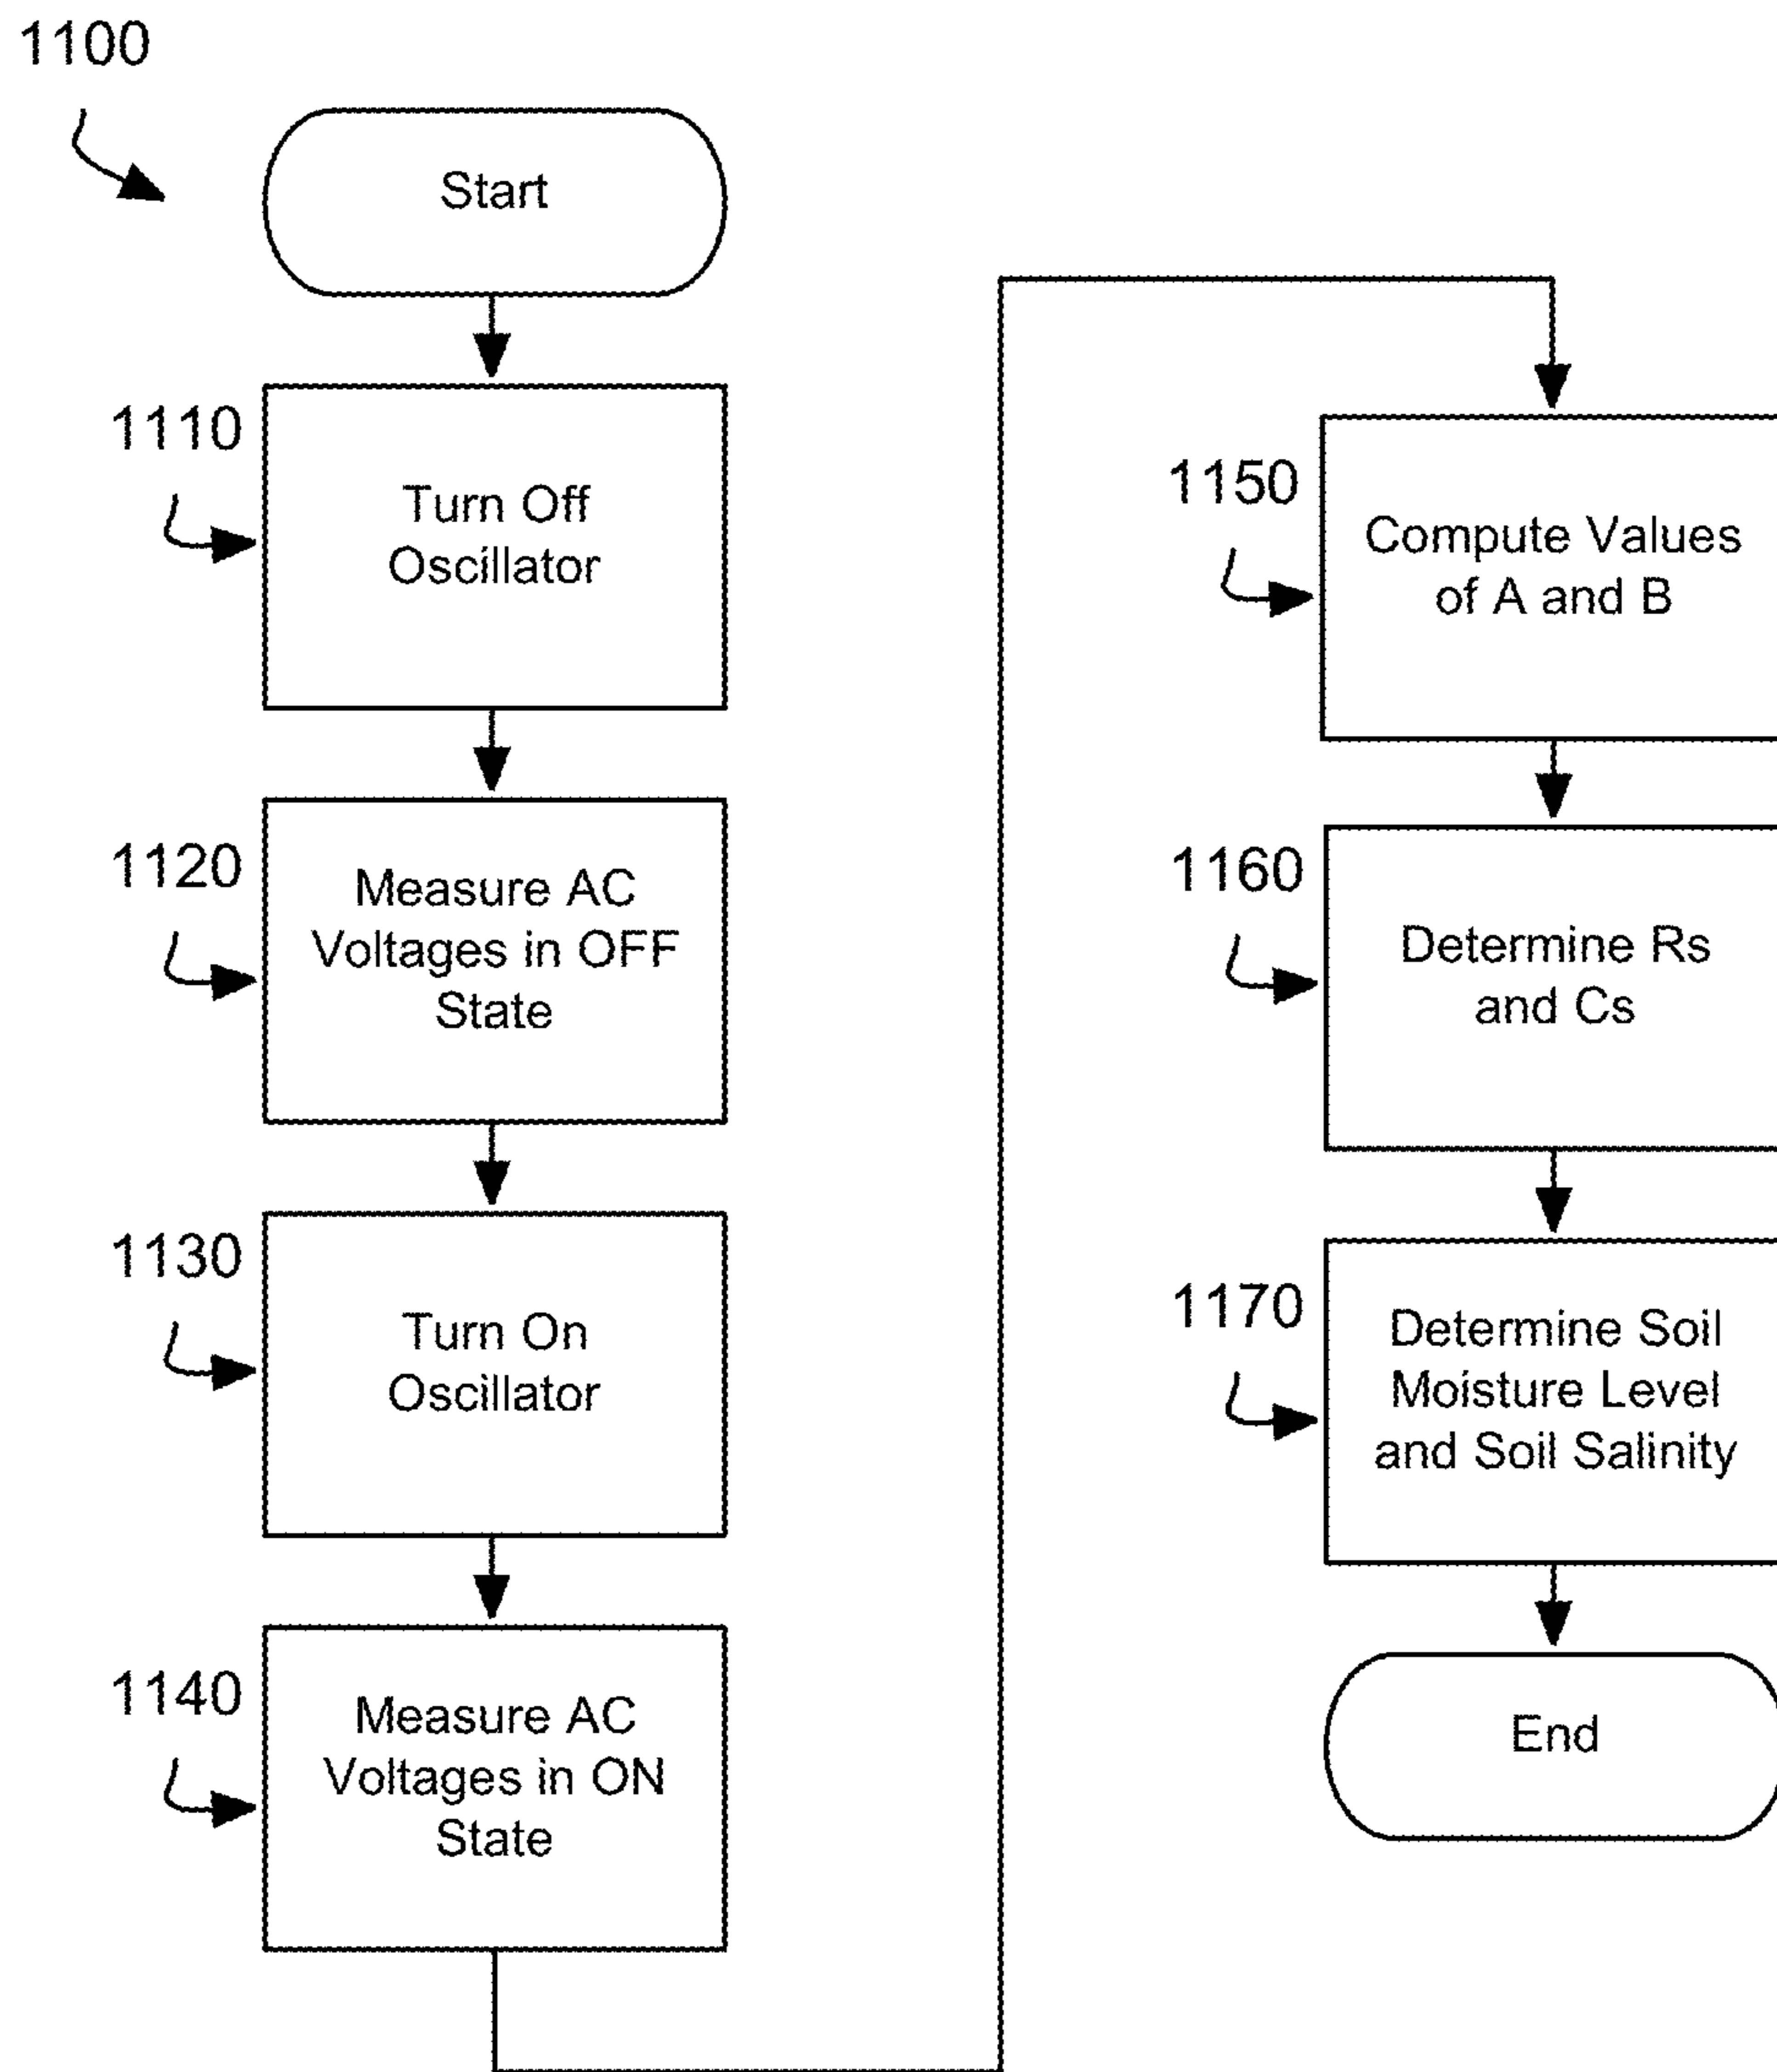 1100
Start
1110
Turn Off
Oscillator
1120
Measure AC
Voltages in OFF
State
1130
Turn On
Oscillator
1140
Measure AC
Voltages in ON
State
1150
Compute Values
of A and B
1160
Determine Rs
and Cs
1170
Determine Soil
Moisture Level
and Soil Salinity
End